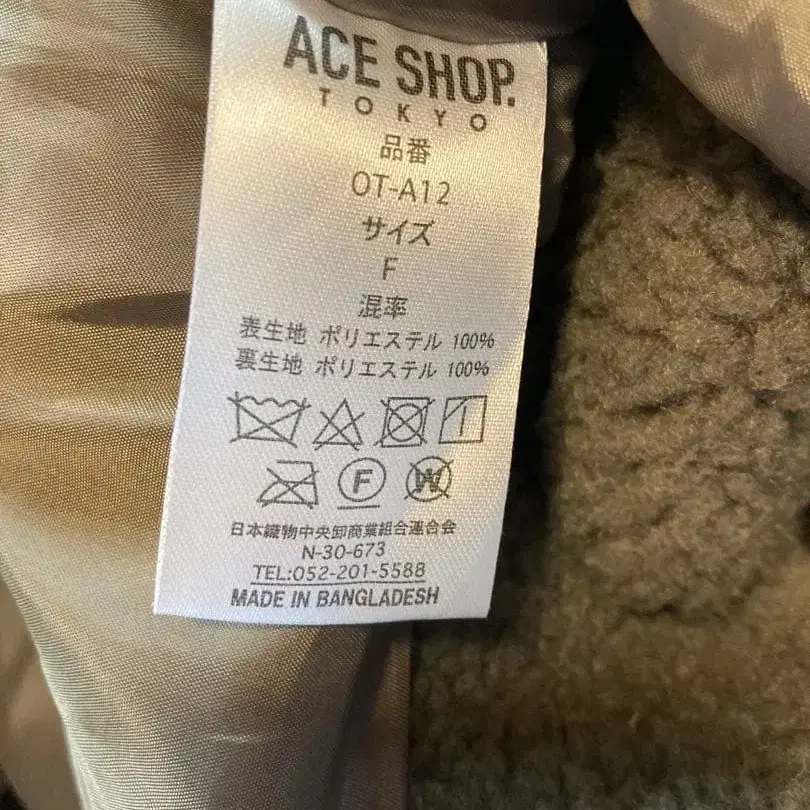 ACE SHOP.
TOKYO
品番
OT-A12
サイズ
F
混率
表生地 ポリエステル 100%
裏生地 ポリエステル 100%
F W
日本織物中央卸商業組合連合会
N-30-673
TEL:052-201-5588
MADE IN BANGLADESH